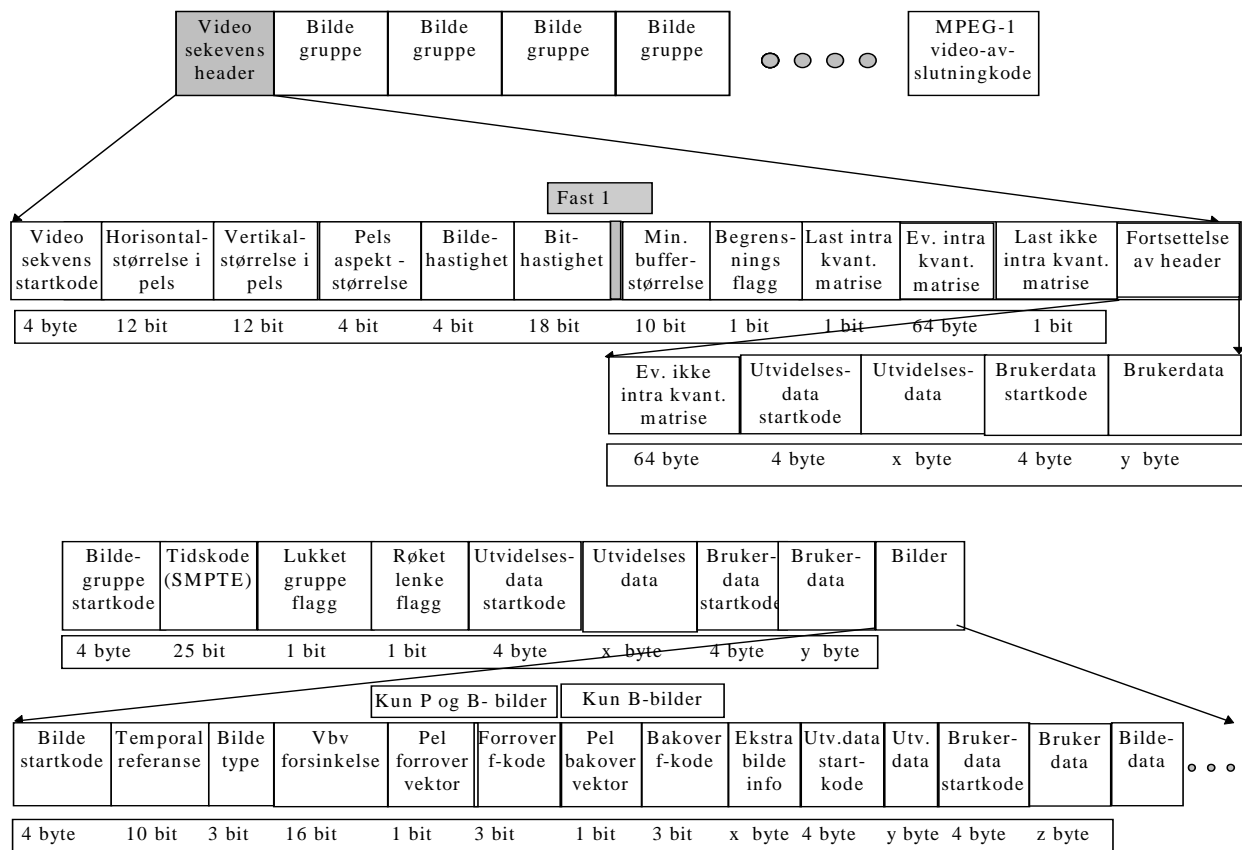 Video
sekevens
header
Bilde
gruppe
Bilde
gruppe
Bilde
gruppe
Bilde
gruppe
MPEG-1
video-av-
slutningkode
Fast 1
Video
sekvens
startkode
Horisontal-
størrelse i
pels
Vertikal-
størrelse i
pels
Pels
aspekt -
størrelse
Bilde-
hastighet
Bit-
hastighet
Min.
buffer-
størrelse
Begrens-
nings
flagg
Last intra
kvant.
matrise
Ev. intra
kvant.
matrise
Last ikke
intra kvant.
matrise
Fortsettelse
av header
4 byte 12 bit 12 bit 4 bit 4 bit 18 bit 10 bit 1 bit 1 bit 64 byte 1 bit
Ev. ikke
intra kvant.
matrise
Utvidelses-
data
startkode
Utvidelses-
data
Brukerdata
startkode
Brukerdata
64 byte 4 byte x byte 4 byte y byte
Bilde-
gruppe
startkode
Tidskode
(SMPTE)
Lukket
gruppe
flagg
Røket
lenke
flagg
Utvidelses-
data
startkode
Utvidelses
data
Bruker-
data
startkode
Bruker-
data
Bilder
4 byte 25 bit 1 bit 1 bit 4 byte x byte 4 byte y byte
Kun P og B- bilder
Kun B-bilder
Bilde
startkode
Temporal
referanse
Bilde
type
Vbv
forsinkelse
Pel
forrover
vektor
Forrover
f-kode
Pel
bakover
vektor
Bakover
f-kode
Ekstra
bilde
info
Utv.data
start-
kode
Utv.
data
Bruker-
data
startkode
Bruker
data
Bilde-
data
4 byte 10 bit 3 bit 16 bit 1 bit 3 bit 1 bit 3 bit x byte 4 byte y byte 4 byte z byte